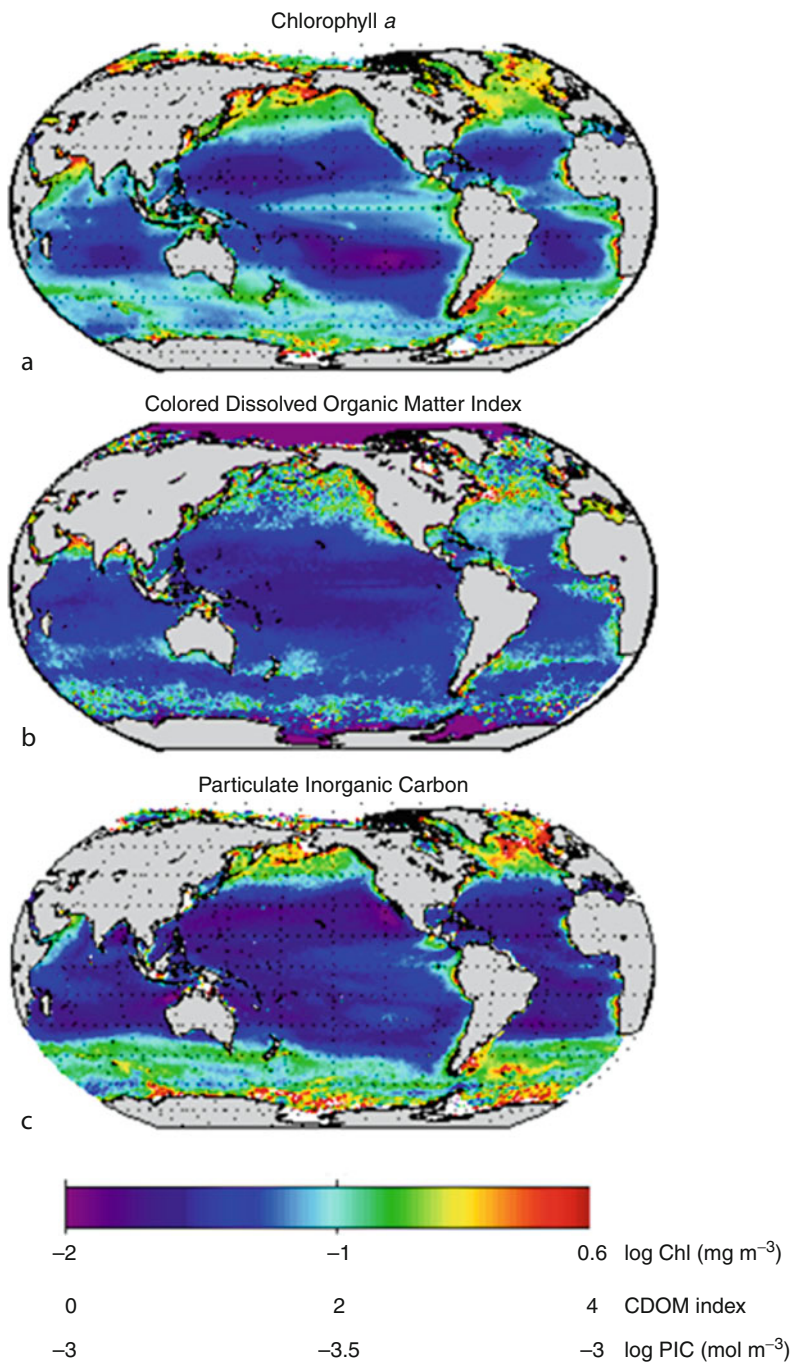 Chlorophyll a
a
Colored Dissolved Organic Matter Index
b
Particulate Inorganic Carbon
c
–2 –1 0.6 log Chl (mg m⁻³)
0 2 4 CDOM index
–3 –3.5 –3 log PIC (mol m⁻³)